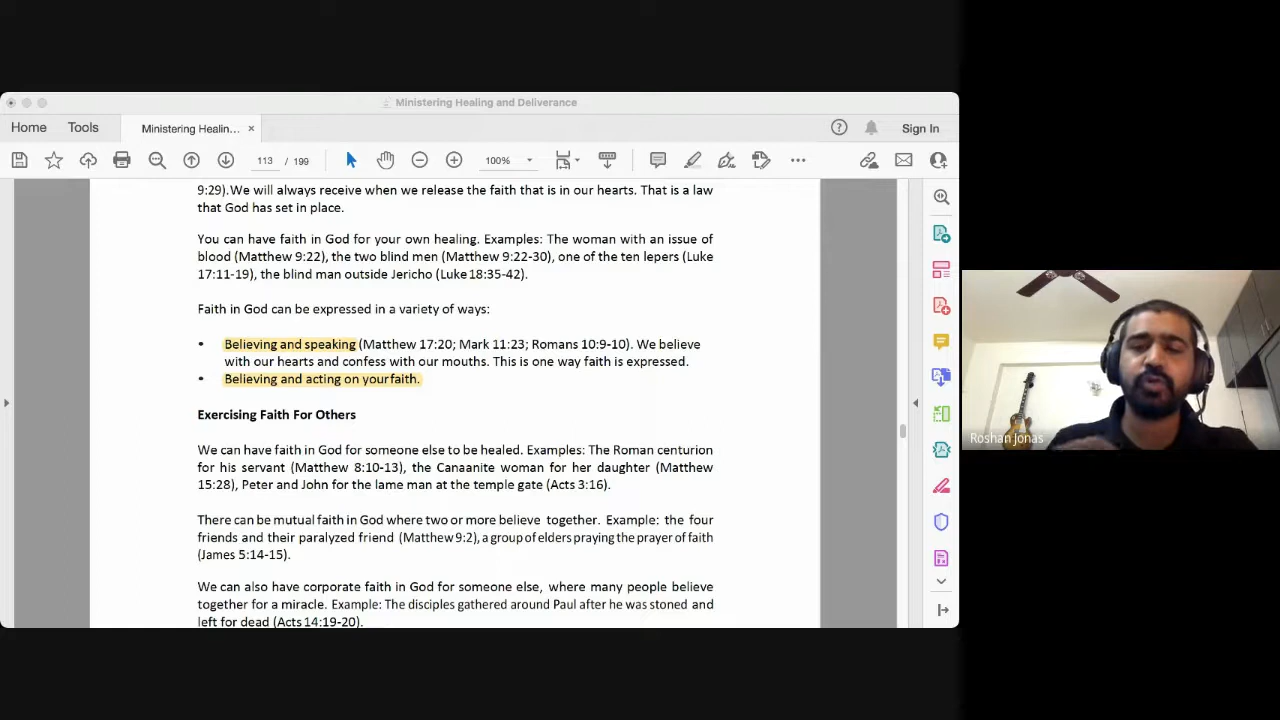 Ministering Healing and Deliverance
Home Tools Ministering Healin... × Sign In
113 / 199 100%
9:29).We will always receive when we release the faith that is in our hearts. That is a law
that God has set in place.
You can have faith in God for your own healing. Examples: The woman with an issue of
blood (Matthew 9:22), the two blind men (Matthew 9:22-30), one of the ten lepers (Luke
17:11-19), the blind man outside Jericho (Luke 18:35-42).
Faith in God can be expressed in a variety of ways:
• Believing and speaking (Matthew 17:20; Mark 11:23; Romans 10:9-10). We believe
with our hearts and confess with our mouths. This is one way faith is expressed.
• Believing and acting on your faith.
Exercising Faith For Others
We can have faith in God for someone else to be healed. Examples: The Roman centurion
for his servant (Matthew 8:10-13), the Canaanite woman for her daughter (Matthew
15:28), Peter and John for the lame man at the temple gate (Acts 3:16).
There can be mutual faith in God where two or more believe together. Example: the four
friends and their paralyzed friend (Matthew 9:2), a group of elders praying the prayer of faith
(James 5:14-15).
We can also have corporate faith in God for someone else, where many people believe
together for a miracle. Example: The disciples gathered around Paul after he was stoned and
left for dead (Acts 14:19-20).
Roshan Jonas